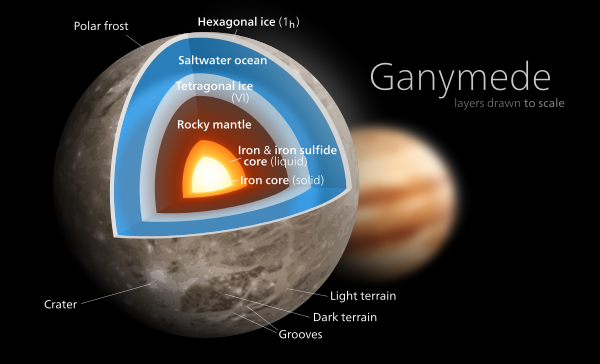 Hexagonal ice (1h)
Polar frost
Ganymede
layers drawn to scale
Saltwater ocean
Tetragonal ice
(VI)
Rocky mantle
Iron & iron sulfide
core (liquid)
Iron core (solid)
Crater
Light terrain
Dark terrain
Grooves